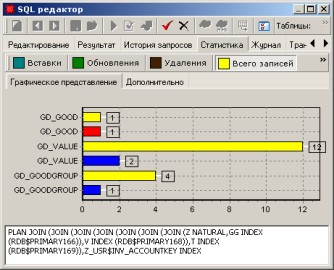 SQL редактор
Таблицы:
Редактирование Результат История запросов Статистика Журнал Тран
Вставки Обновления Удаления Всего записей
Графическое представление Дополнительно
GD_GOOD 1
GD_GOOD 1
GD_VALUE 12
GD_VALUE 2
GD_GOODGROUP 4
GD_GOODGROUP 1
0 2 4 6 8 10 12
PLAN JOIN (JOIN (JOIN (JOIN (JOIN (JOIN (Z NATURAL,GG INDEX
(RDB$PRIMARY166)),V INDEX (RDB$PRIMARY168)),T INDEX
(RDB$PRIMARY169)),Z_USR$INV_ACCOUNTKEY INDEX